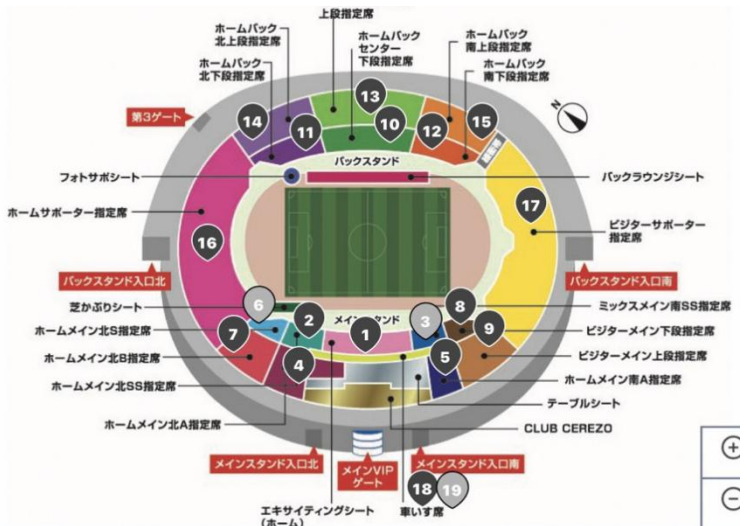 上段指定席
ホームバック
北上段指定席
ホームバック
センター
下段指定席
ホームバック
南上段指定席
ホームバック
北下段指定席
ホームバック
南下段指定席
13
14
11
10
12
15
N
第3ゲート
バックスタンド
フォトサポシート
バックラウンジシート
17
ホームサポーター指定席
ビジターサポーター
指定席
16
バックスタンド入口北
バックスタンド入口南
芝かぶりシート
6
メインスタンド
8
ミックスメイン南SS指定席
ホームメイン北S指定席
7
2
1
3
9
ビジターメイン下段指定席
ホームメイン北B指定席
4
5
ビジターメイン上段指定席
ホームメイン北SS指定席
ホームメイン南A指定席
テーブルシート
ホームメイン北A指定席
CLUB CEREZO
メインスタンド入口北
メインVIP
ゲート
メインスタンド入口南
18
19
エキサイティングシート
(ホーム)
車いす席
+
−